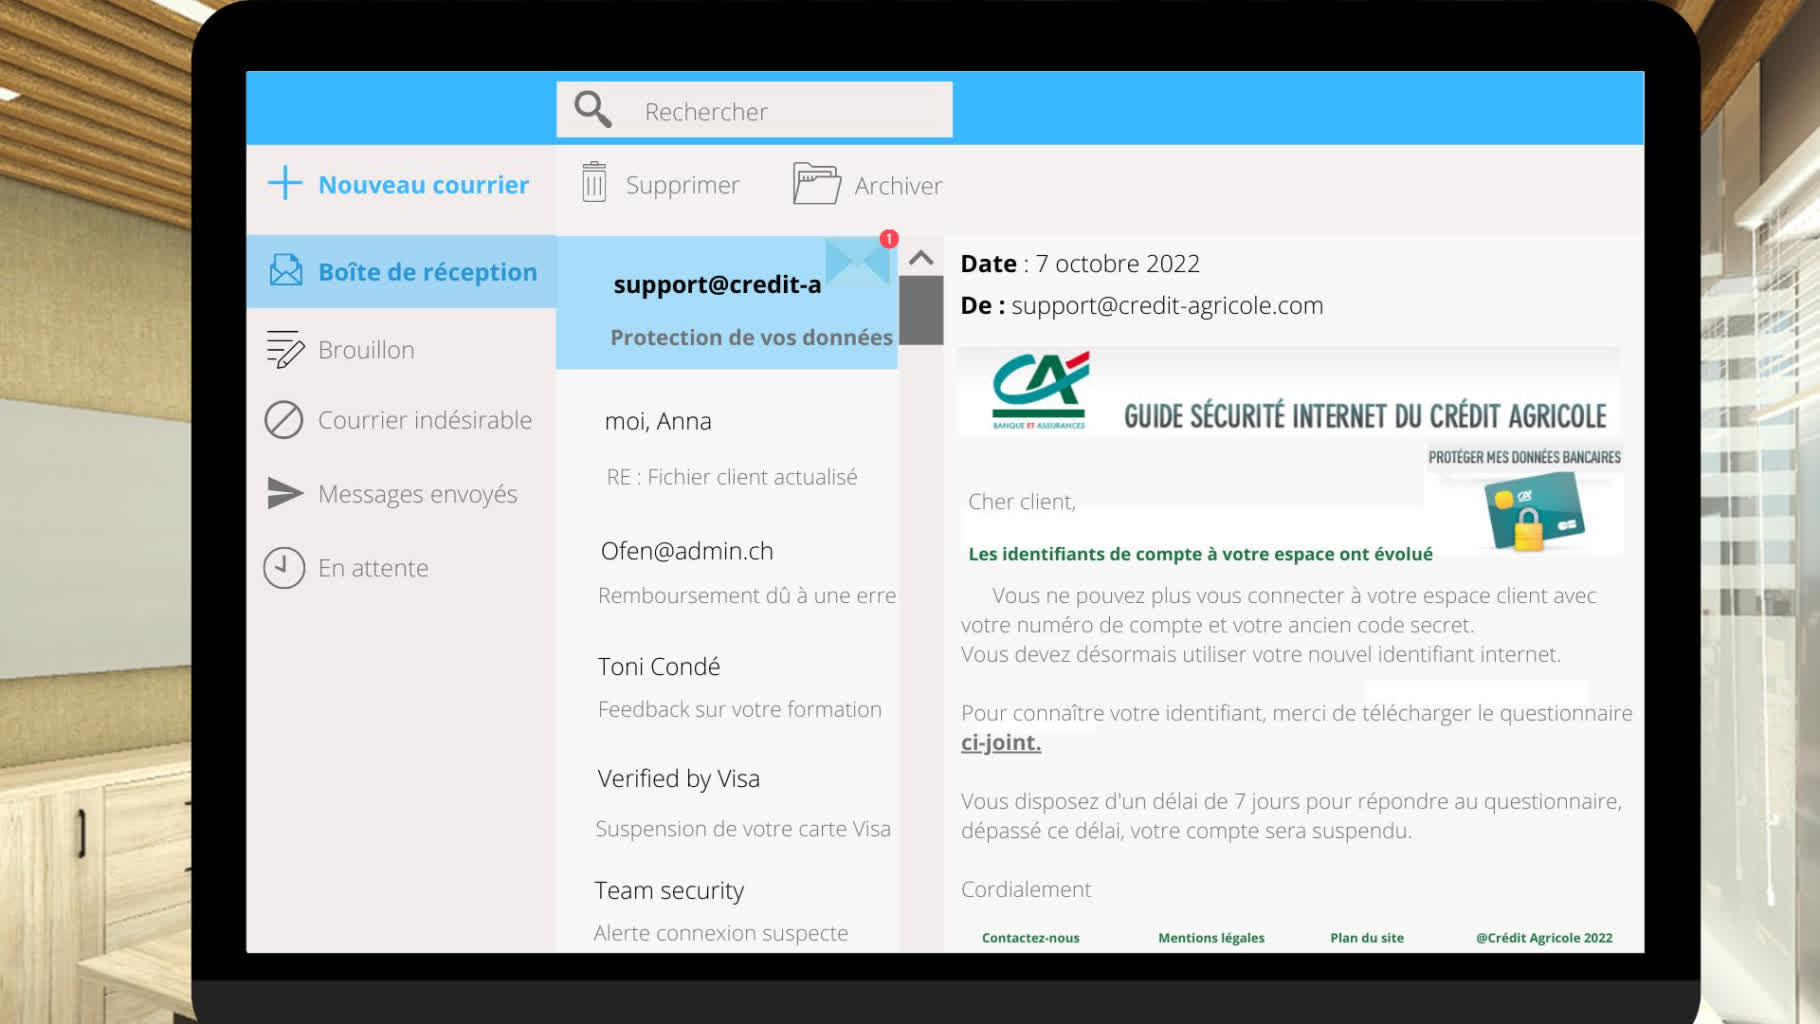 Rechercher
Nouveau courrier
Supprimer
Archiver
Boîte de réception
Brouillon
Courrier indésirable
Messages envoyés
En attente
1
support@credit-a
Protection de vos données
moi, Anna
RE : Fichier client actualisé
Ofen@admin.ch
Remboursement dû à une erre
Toni Condé
Feedback sur votre formation
Verified by Visa
Suspension de votre carte Visa
Team security
Alerte connexion suspecte
Date : 7 octobre 2022
De : support@credit-agricole.com
CA
BANQUE ET ASSURANCES
GUIDE SÉCURITÉ INTERNET DU CRÉDIT AGRICOLE
PROTÉGER MES DONNÉES BANCAIRES
Cher client,
Les identifiants de compte à votre espace ont évolué
Vous ne pouvez plus vous connecter à votre espace client avec
votre numéro de compte et votre ancien code secret.
Vous devez désormais utiliser votre nouvel identifiant internet.
Pour connaître votre identifiant, merci de télécharger le questionnaire
ci-joint.
Vous disposez d'un délai de 7 jours pour répondre au questionnaire,
dépassé ce délai, votre compte sera suspendu.
Cordialement
Contactez-nous
Mentions légales
Plan du site
@Crédit Agricole 2022